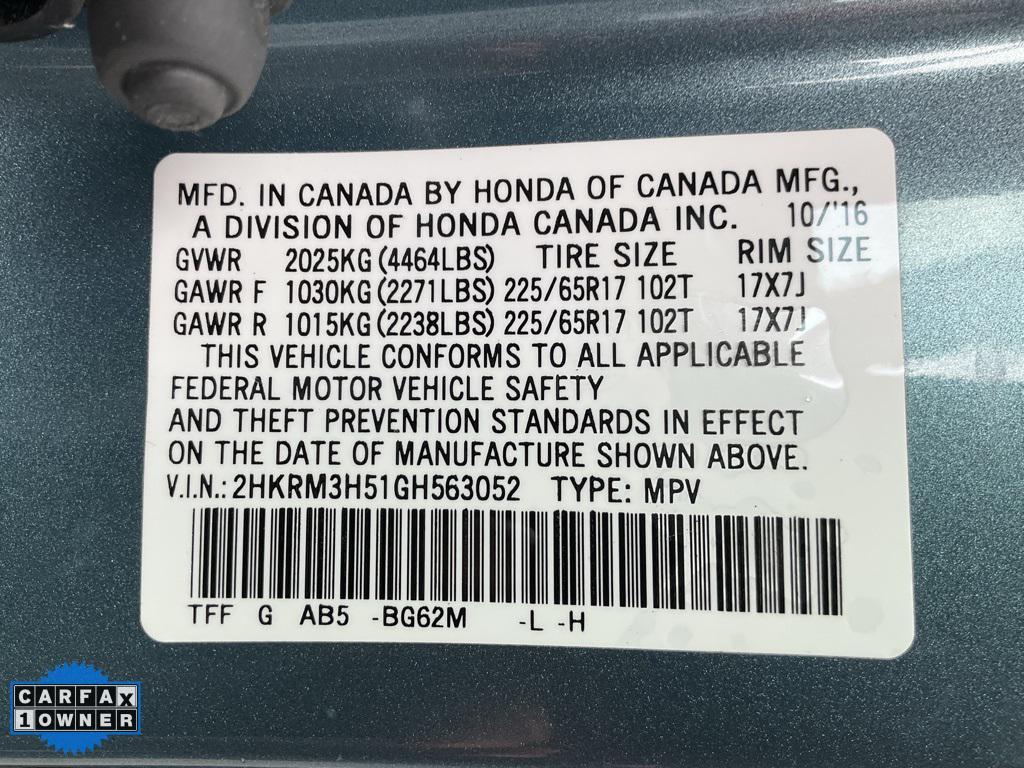 MFD. IN CANADA BY HONDA OF CANADA MFG.,
A DIVISION OF HONDA CANADA INC. 10/'16
GVWR 2025KG (4464LBS) TIRE SIZE RIM SIZE
GAWR F 1030KG (2271LBS) 225/65R17 102T 17X7J
GAWR R 1015KG (2238LBS) 225/65R17 102T 17X7J
THIS VEHICLE CONFORMS TO ALL APPLICABLE
FEDERAL MOTOR VEHICLE SAFETY
AND THEFT PREVENTION STANDARDS IN EFFECT
ON THE DATE OF MANUFACTURE SHOWN ABOVE.
V.I.N.: 2HKRM3H51GH563052 TYPE: MPV
TFF G AB5 -BG62M -L -H
CARFAX
1 OWNER